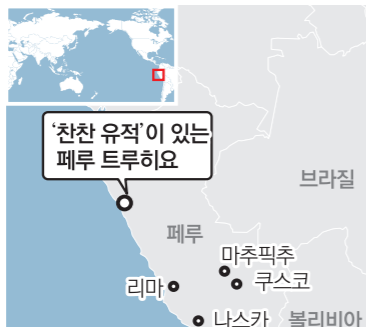 ‘찬찬 유적’이 있는
페루 트루히요
브라질
페루
마추픽추
리마
쿠스코
나스카
볼리비아